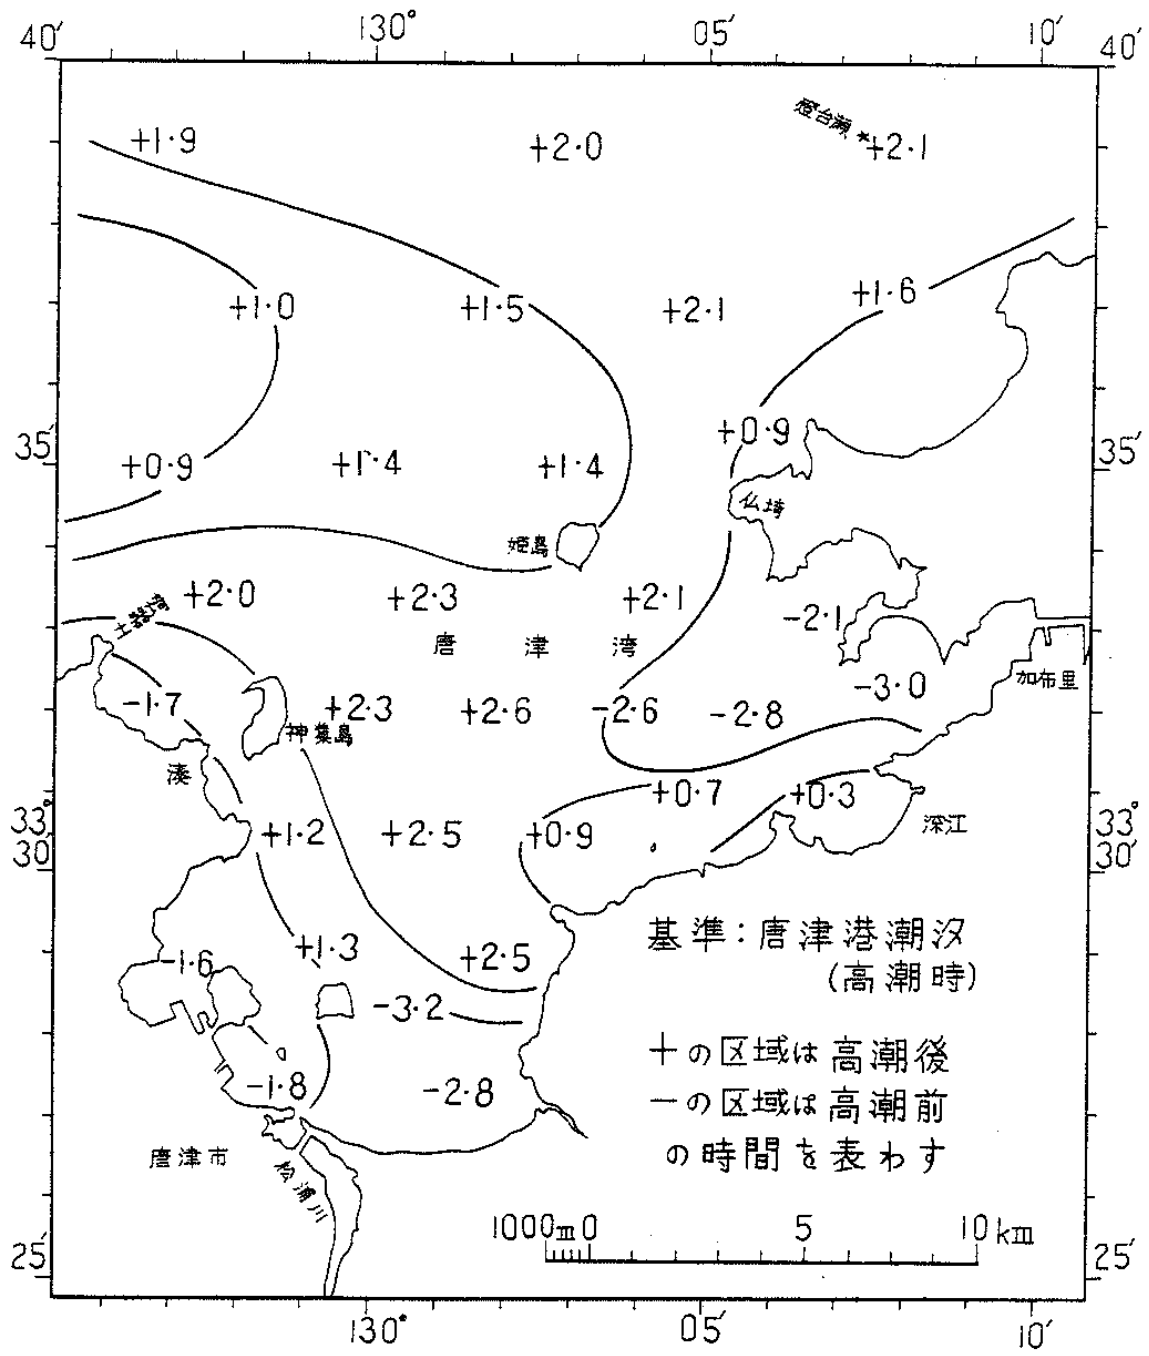 40′ 130° 05′ 10′ 40′
燈台瀬
+1.9 +2.0 *+2.1
+1.0 +1.5 +2.1 +1.6
+0.9
35′ +0.9 +1.4 +1.4 35′
仏埼
姫島
+2.0 +2.3 +2.1 -2.1
唐津湾
加布里
-1.7 +2.3 +2.6 -2.6 -2.8 -3.0
神集島
湊
+0.7 +0.3
33° 30′ +1.2 +2.5 +0.9 深江 33° 30′
基準:唐津港潮汐
-1.6 +1.3 +2.5
(高潮時)
-3.2
+の区域は高潮後
-1.8 -2.8
-の区域は高潮前
の時間を表わす
唐津市
松浦川
1000m 0 5 10km
25′ 25′
130° 05′ 10′